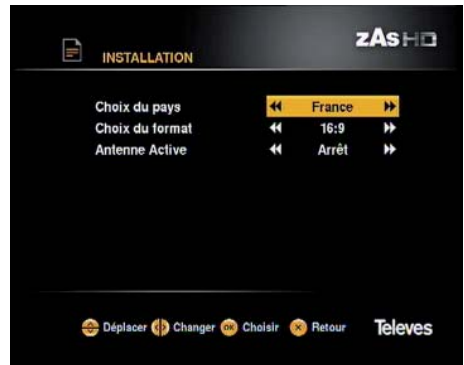 zAs HD
INSTALLATION
Choix du pays France
Choix du format 16:9
Antenne Active Arrêt
Déplacer Changer OK Choisir Retour Televes